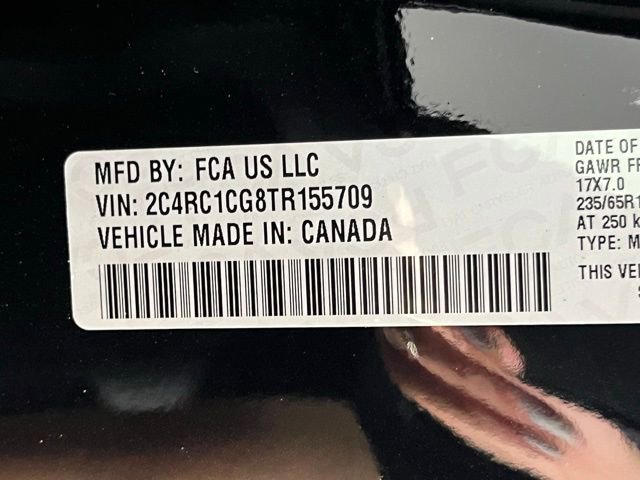 MFD BY: FCA US LLC
VIN: 2C4RC1CG8TR155709
VEHICLE MADE IN: CANADA
DATE OF
GAWR FR
17X7.0
235/65R1
AT 250 k
TYPE: M
THIS VE